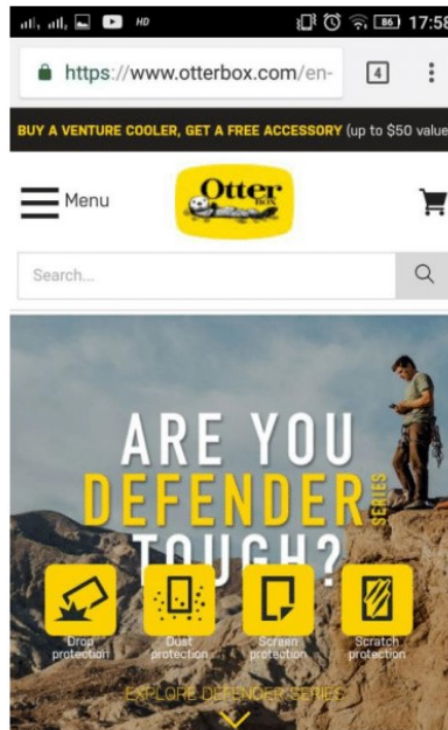 HD 86 17:58
https://www.otterbox.com/en- 4
BUY A VENTURE COOLER, GET A FREE ACCESSORY (up to $50 value
Menu
Otter
BOX
Search...
ARE YOU
DEFENDER SERIES
TOUGH?
Drop Dust Screen Scratch
protection protection protection protection
EXPLORE DEFENDER SERIES